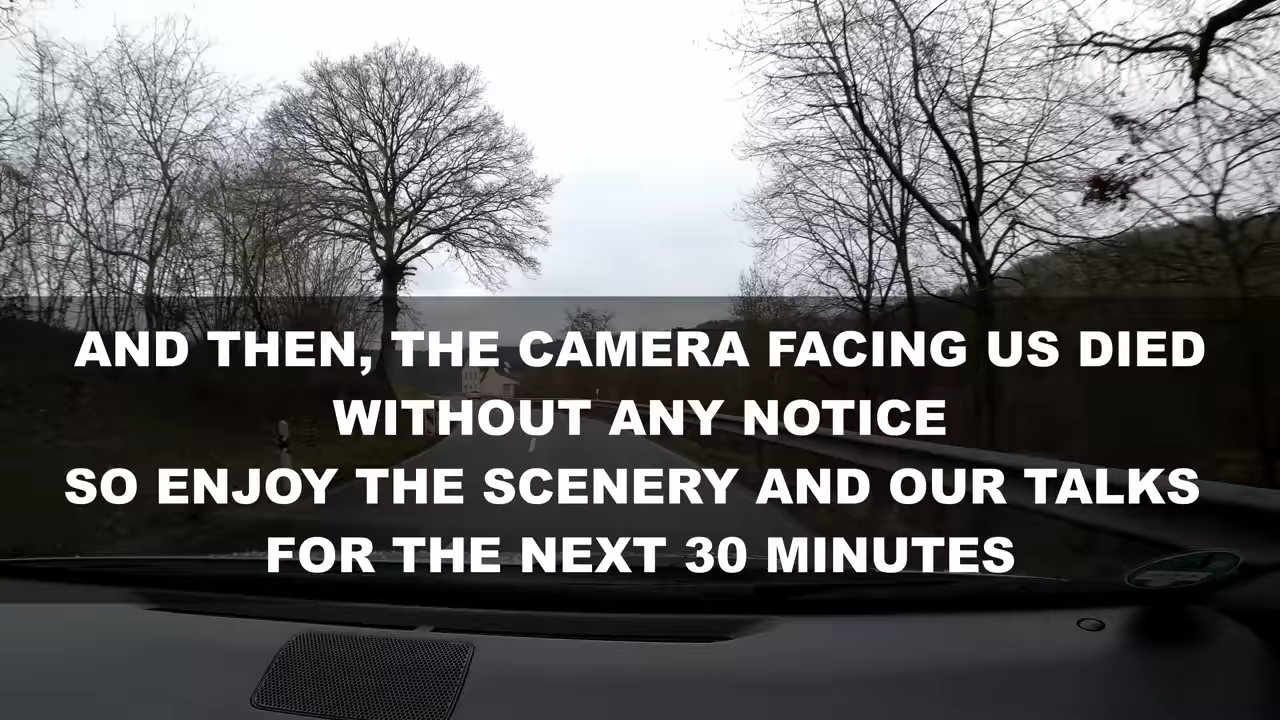 AND THEN, THE CAMERA FACING US DIED
WITHOUT ANY NOTICE
SO ENJOY THE SCENERY AND OUR TALKS
FOR THE NEXT 30 MINUTES